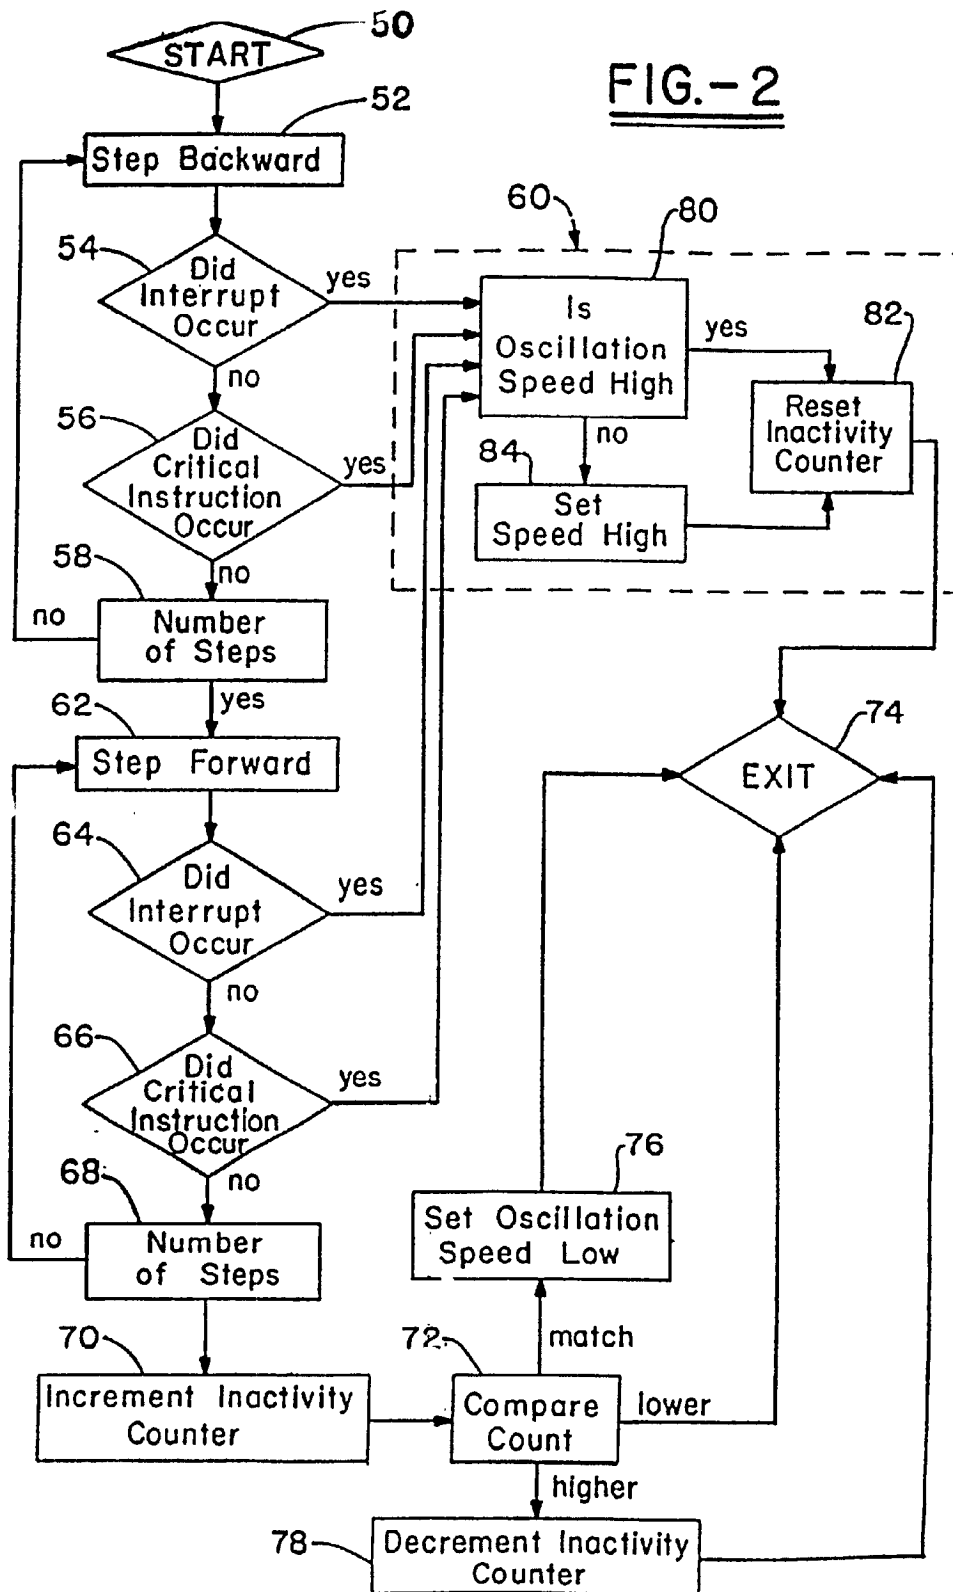 50
START
FIG.-2
52
Step Backward
54
Did
Interrupt
Occur
yes
no
60
80
Is
Oscillation
Speed High
yes
82
Reset
Inactivity
Counter
no
84
Set
Speed High
56
Did
Critical
Instruction
Occur
yes
no
58
no
Number
of Steps
yes
62
Step Forward
74
EXIT
64
Did
Interrupt
Occur
yes
no
66
Did
Critical
Instruction
Occur
yes
no
68
no
Number
of Steps
76
Set Oscillation
Speed Low
match
70
Increment Inactivity
Counter
72
Compare
Count
lower
higher
78
Decrement Inactivity
Counter